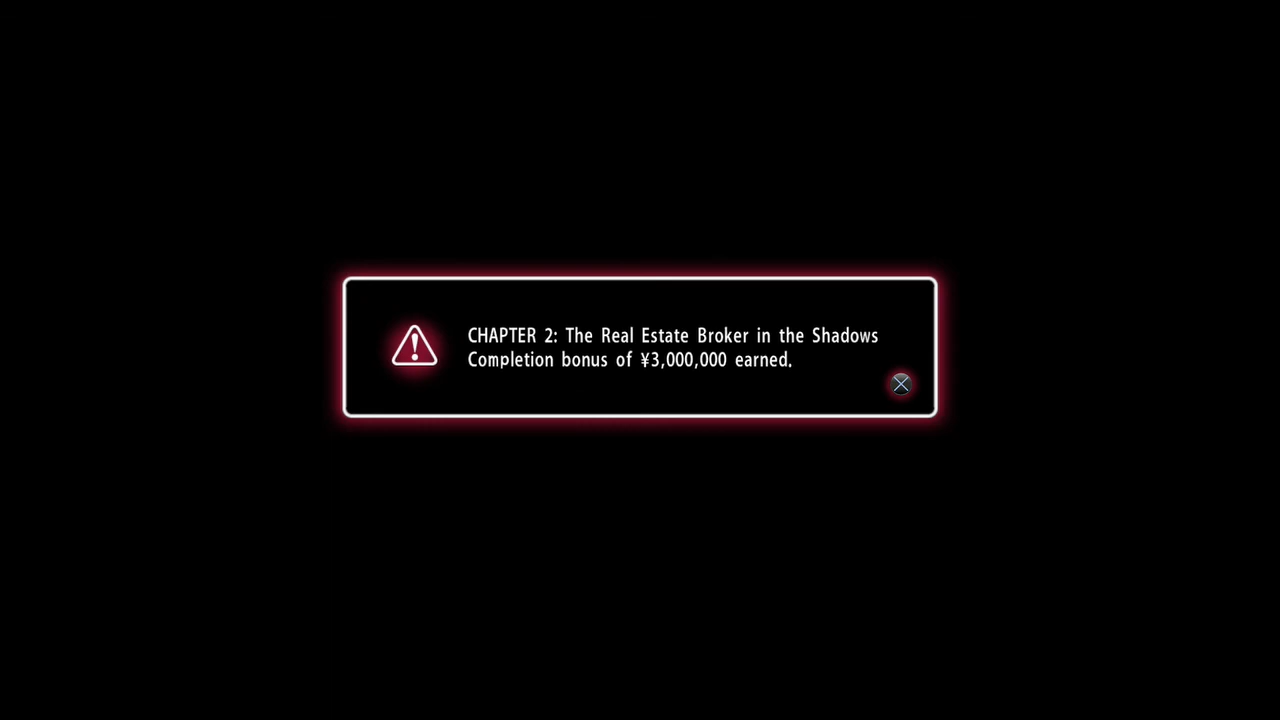 CHAPTER 2: The Real Estate Broker in the Shadows
Completion bonus of ¥3,000,000 earned.